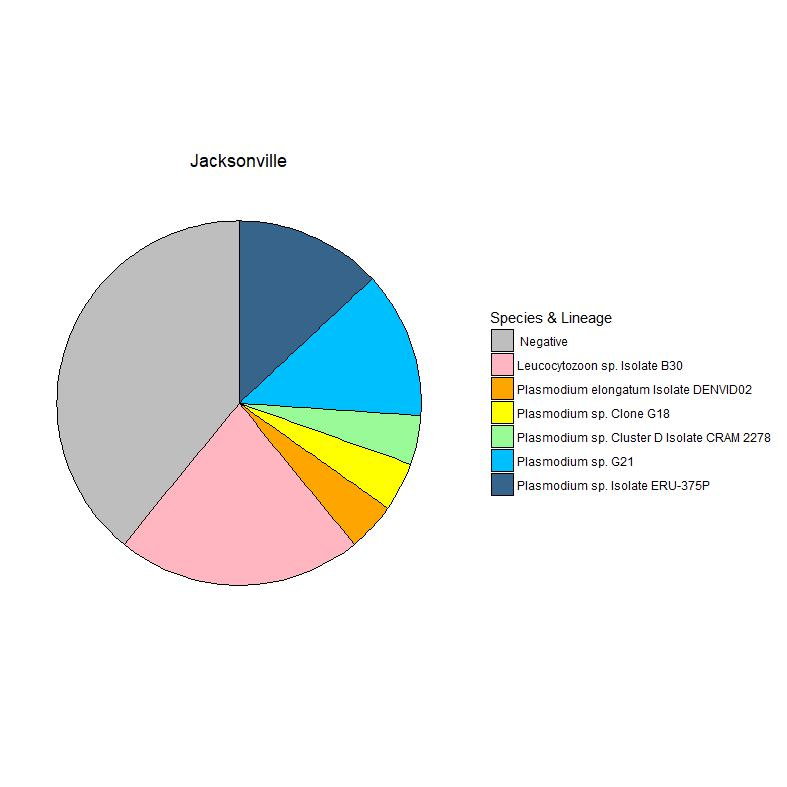 Jacksonville
Species & Lineage
Negative
Leucocytozoon sp. Isolate B30
Plasmodium elongatum Isolate DENVID02
Plasmodium sp. Clone G18
Plasmodium sp. Cluster D Isolate CRAM 2278
Plasmodium sp. G21
Plasmodium sp. Isolate ERU-375P